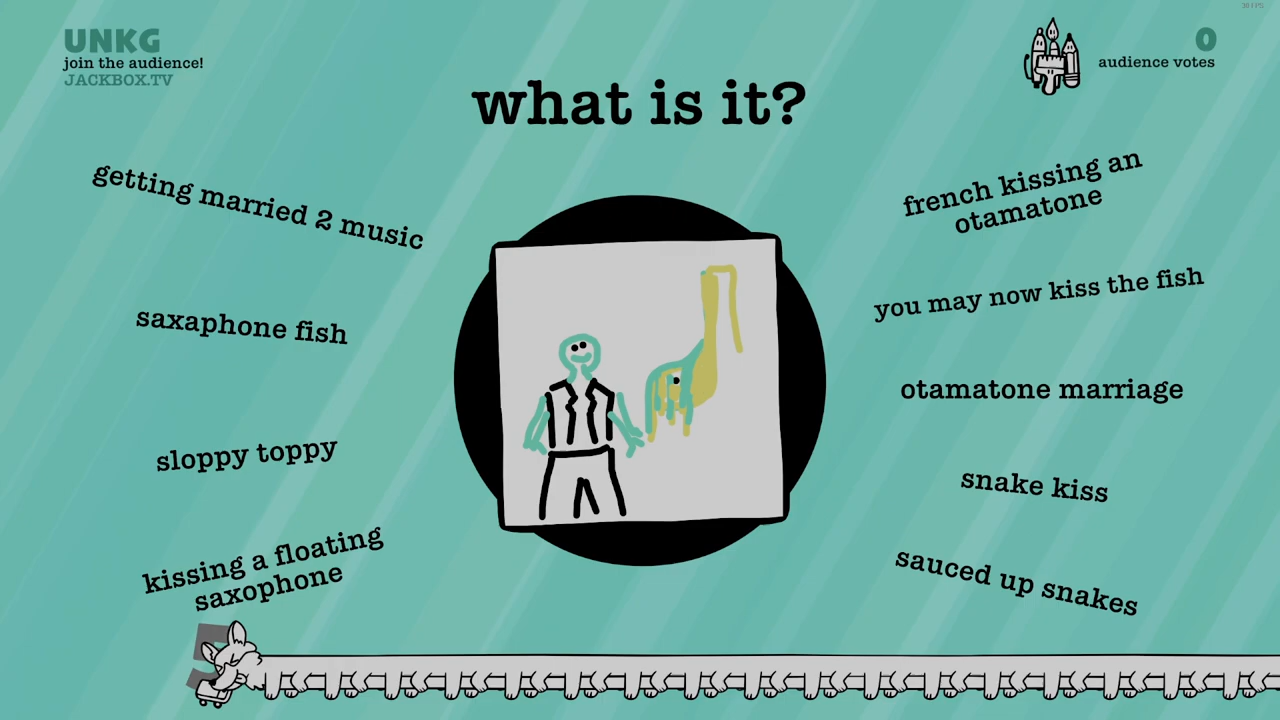 30 FPS
UNKG
join the audience!
JACKBOX.TV
0
audience votes
what is it?
getting married 2 music
saxaphone fish
sloppy toppy
kissing a floating
saxophone
french kissing an
otamatone
you may now kiss the fish
otamatone marriage
snake kiss
sauced up snakes
5